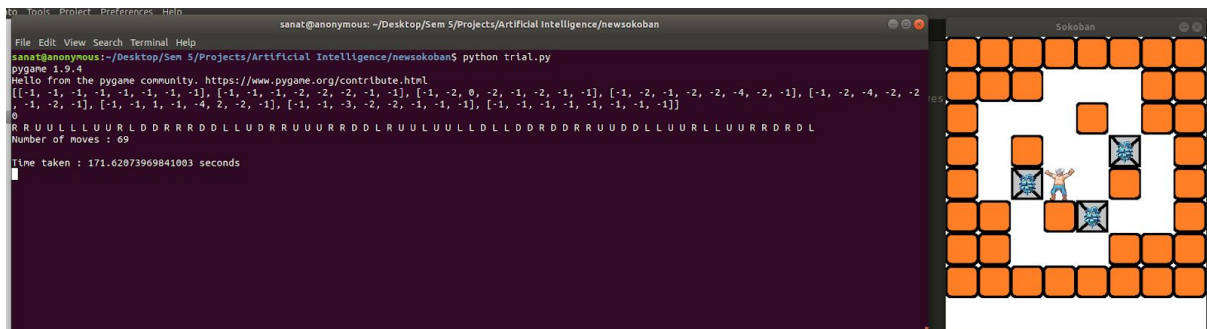 to Tools Project Preferences Help
sanat@anonymous: ~/Desktop/Sem 5/Projects/Artificial Intelligence/newsokoban
Sokoban
File Edit View Search Terminal Help
sanat@anonymous:~/Desktop/Sem 5/Projects/Artificial Intelligence/newsokoban$ python trial.py
pygame 1.9.4
Hello from the pygame community. https://www.pygame.org/contribute.html
[[-1, -1, -1, -1, -1, -1, -1, -1], [-1, -1, -1, -2, -2, -2, -1, -1], [-1, -2, 0, -2, -1, -2, -1, -1], [-1, -2, -1, -2, -2, -4, -2, -1], [-1, -2, -4, -2, -2
, -1, -2, -1], [-1, -1, 1, -1, -4, 2, -2, -1], [-1, -1, -3, -2, -2, -1, -1, -1], [-1, -1, -1, -1, -1, -1, -1, -1]]
0
R R U U L L L U U R L D D R R R D D L L U D R R U U U R R D D L R U U L U U L L D L L D D R D D R R U U D D L L U U R L L U U R R D R D L
Number of moves : 69
Time taken : 171.62073969841003 seconds